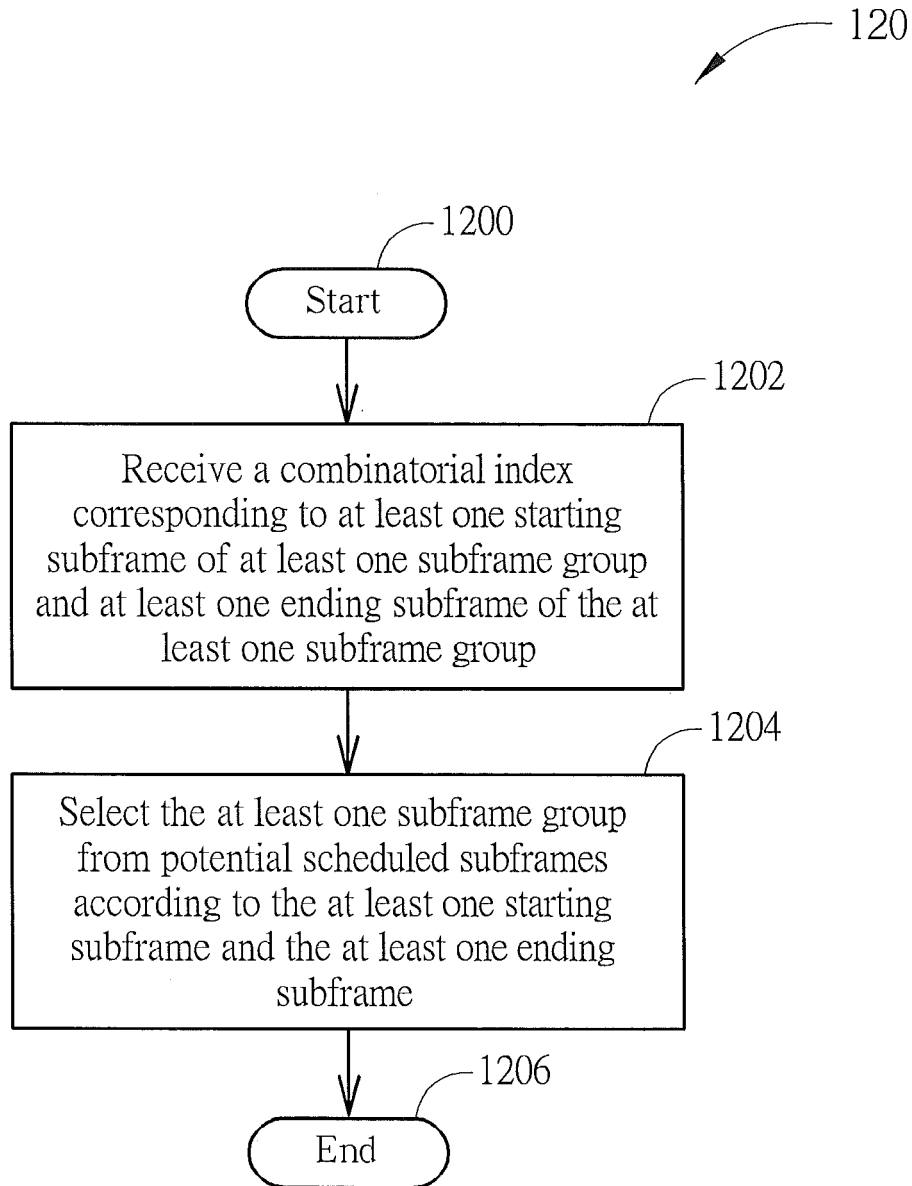 120
1200
Start
1202
Receive a combinatorial index
corresponding to at least one starting
subframe of at least one subframe group
and at least one ending subframe of the at
least one subframe group
1204
Select the at least one subframe group
from potential scheduled subframes
according to the at least one starting
subframe and the at least one ending
subframe
1206
End